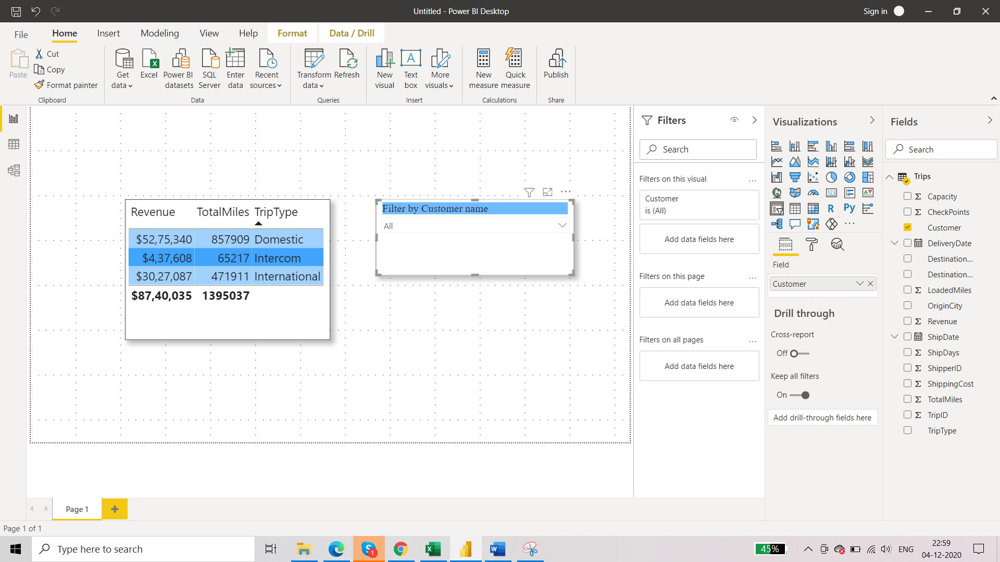 Untitled - Power BI Desktop
Sign in
File
Home
Insert
Modeling
View
Help
Format
Data / Drill
Paste
Cut
Copy
Format painter
Clipboard
Get data
Excel
Power BI datasets
SQL Server
Enter data
Recent sources
Data
Transform data
Refresh
Queries
New visual
Text box
More visuals
Insert
New measure
Quick measure
Calculations
Publish
Share
Revenue TotalMiles TripType
$52,75,340 857909 Domestic
$4,37,608 65217 Intercom
$30,27,087 471911 International
$87,40,035 1395037
Filter by Customer name
All
Filters
Search
Filters on this visual
...
Customer
is (All)
Add data fields here
Filters on this page
...
Add data fields here
Filters on all pages
...
Add data fields here
Visualizations
123
R
Py
...
Field
Customer
Drill through
Cross-report
Off
Keep all filters
On
Add drill-through fields here
Fields
Search
Trips
Σ Capacity
Σ CheckPoints
Customer
DeliveryDate
Destination...
Destination...
Σ LoadedMiles
OriginCity
Σ Revenue
ShipDate
Σ ShipDays
Σ ShipperID
Σ ShippingCost
Σ TotalMiles
Σ TripID
TripType
Page 1
+
Page 1 of 1
Type here to search
1
45%
ENG
22:59
04-12-2020